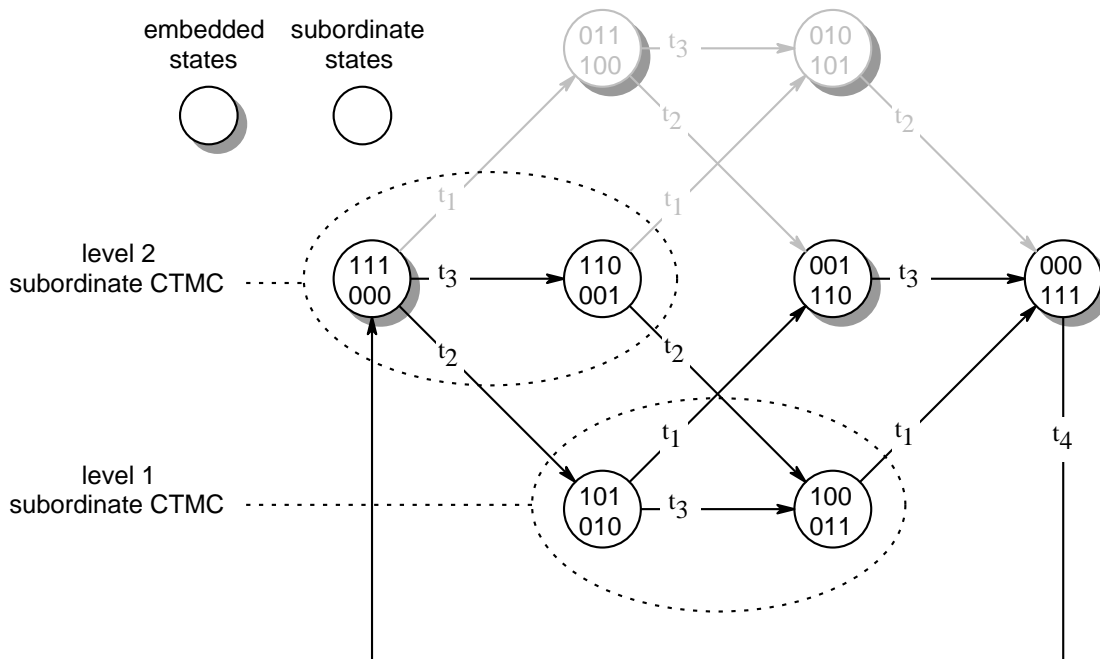 embedded
states
subordinate
states
011
100
t3
010
101
t2
t2
t1
t1
level 2
subordinate CTMC
111
000
t3
110
001
001
110
t3
000
111
t2
t2
t1
t1
t4
level 1
subordinate CTMC
101
010
t3
100
011